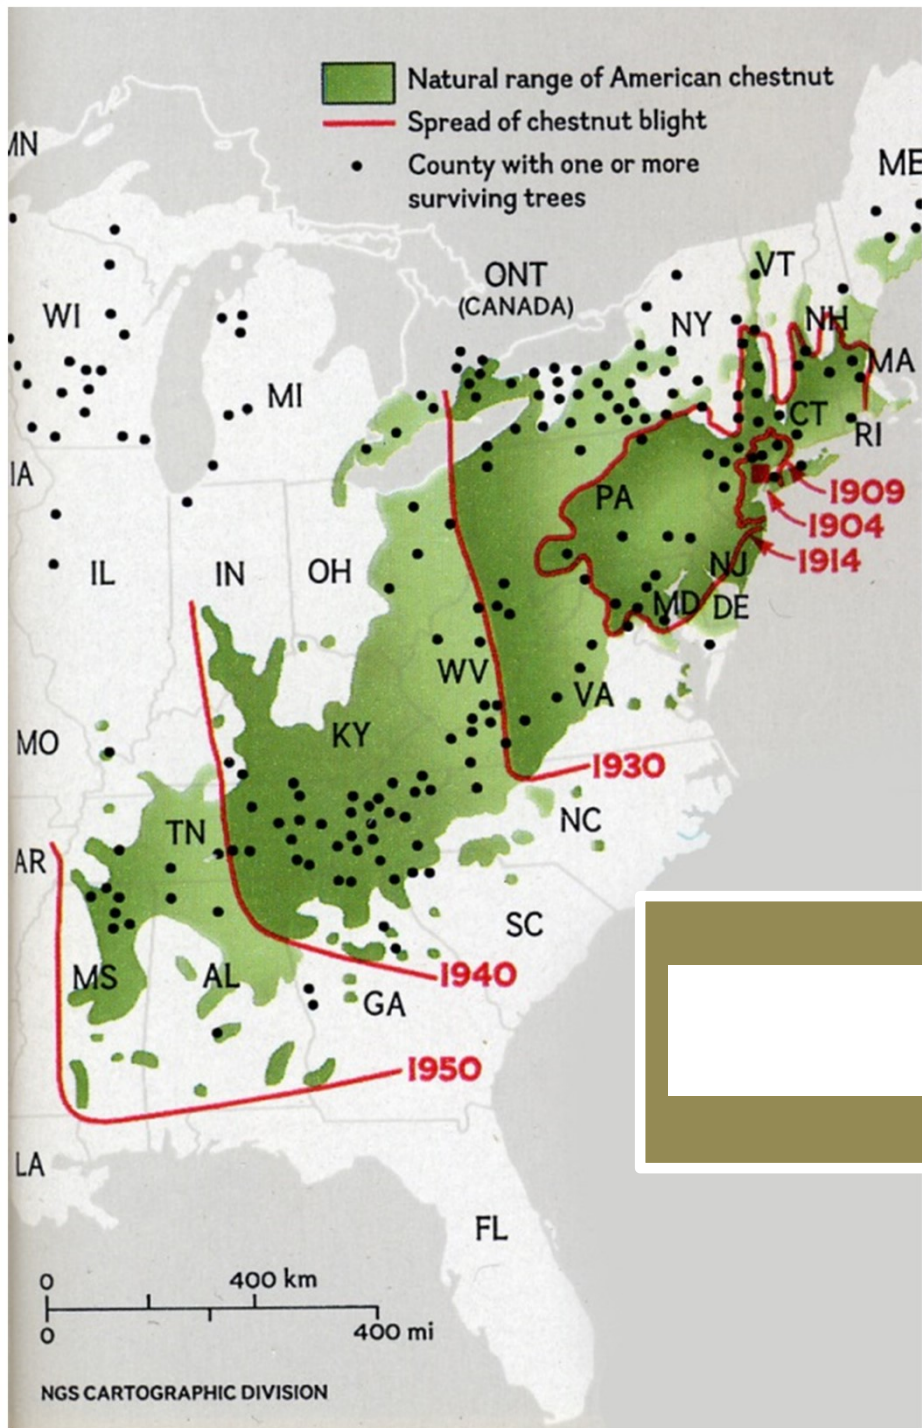 Natural range of American chestnut
Spread of chestnut blight
County with one or more
surviving trees
MN
ME
ONT
(CANADA)
VT
WI
NY
NH
MI
MA
CT
RI
IA
PA
1909
1904
IL
IN
OH
NJ
1914
MD
DE
WV
VA
MO
KY
1930
TN
NC
AR
SC
MS
AL
1940
GA
1950
LA
FL
0
400 km
0
400 mi
NGS CARTOGRAPHIC DIVISION